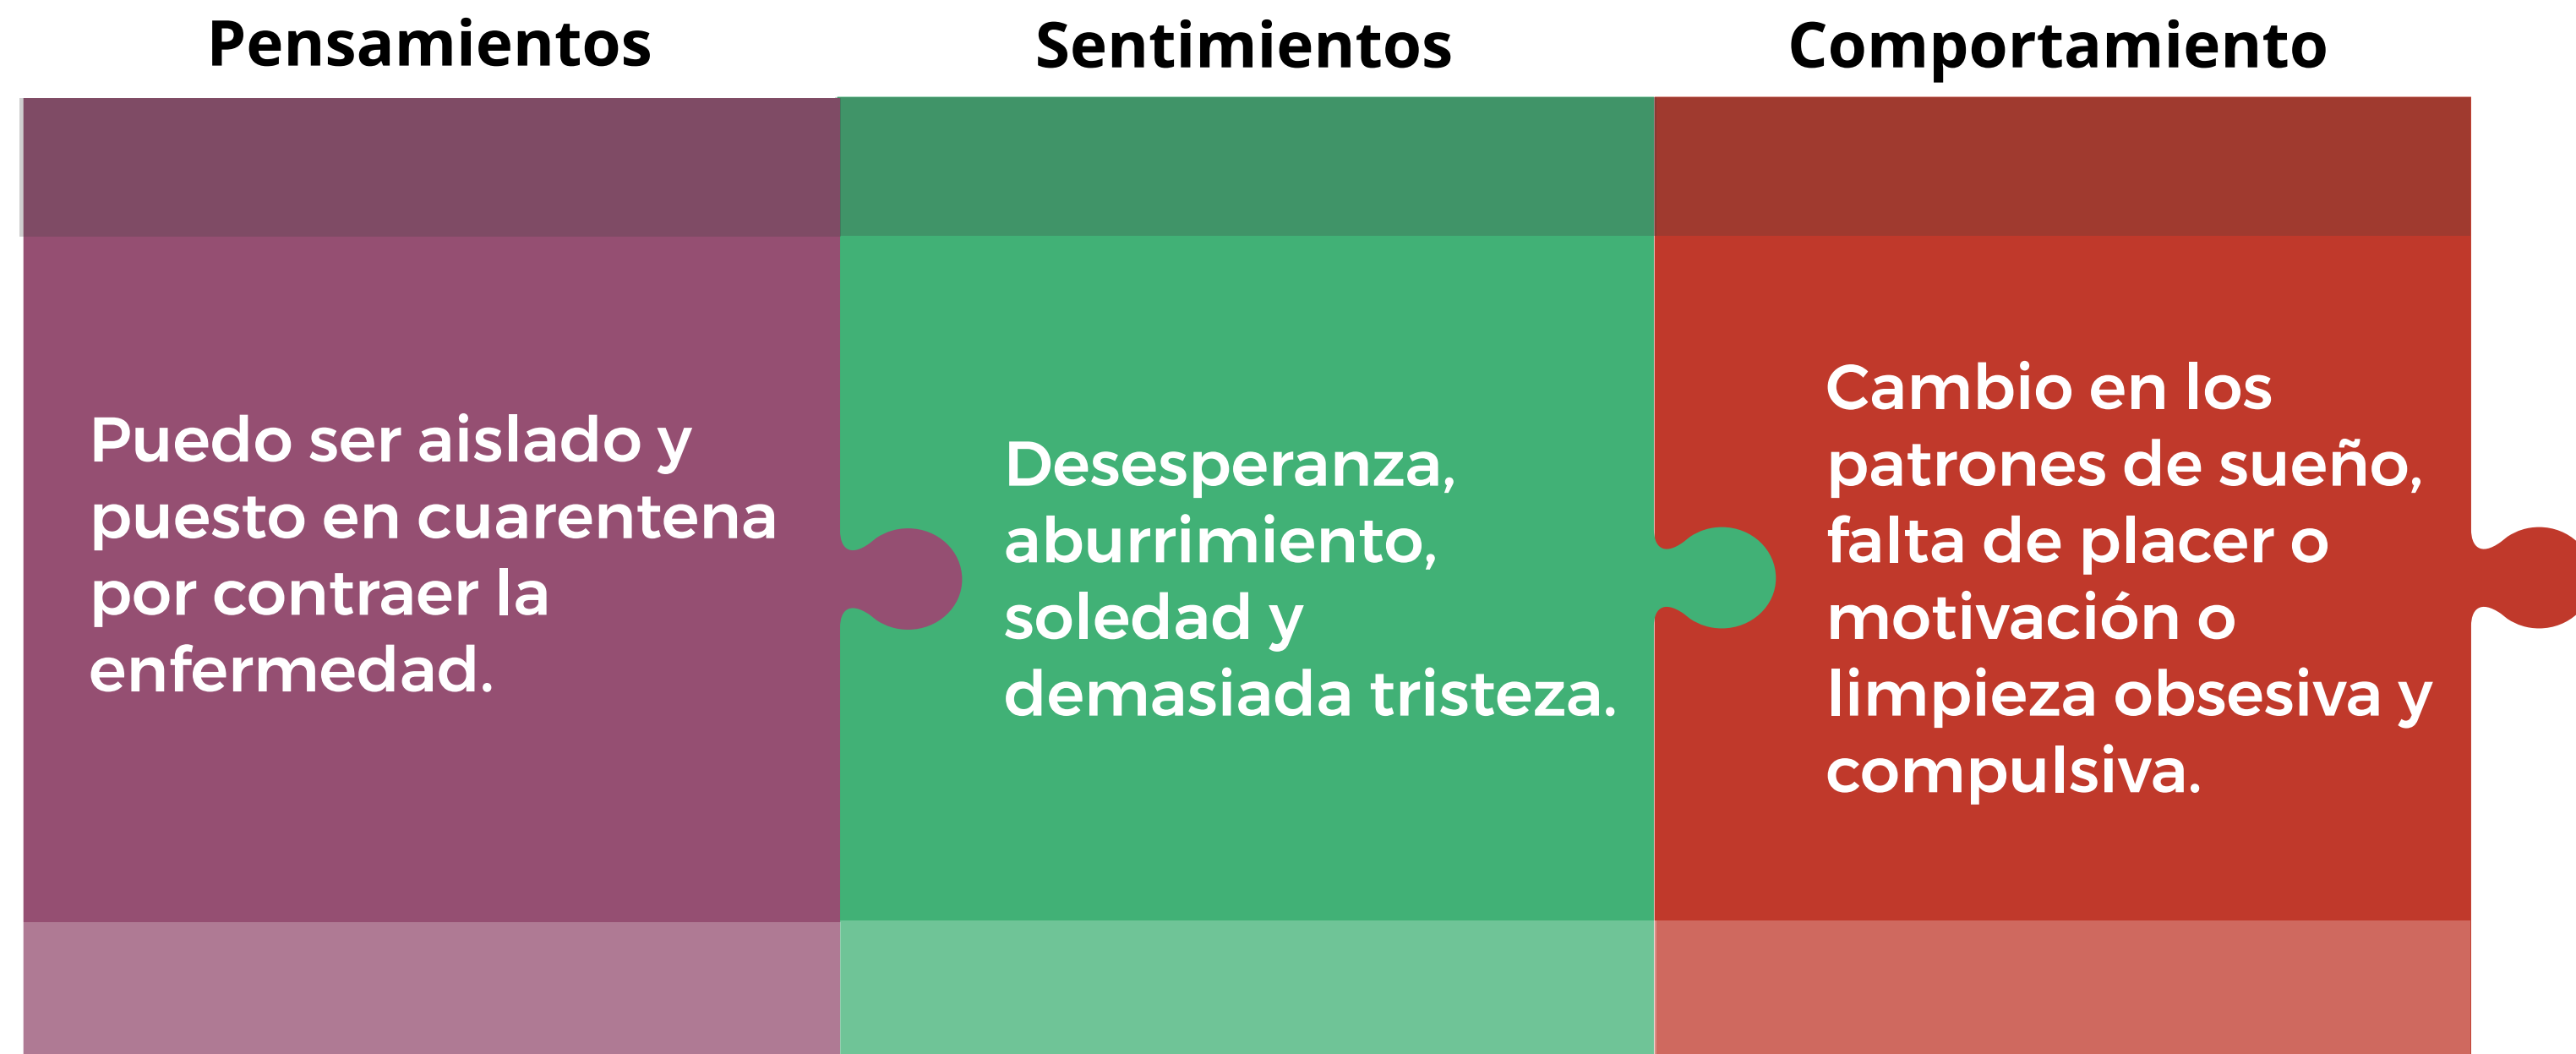 Pensamientos
Sentimientos
Comportamiento
Puedo ser aislado y
puesto en cuarentena
por contraer la
enfermedad.
Desesperanza,
aburrimiento,
soledad y
demasiada tristeza.
Cambio en los
patrones de sueño,
falta de placer o
motivación o
limpieza obsesiva y
compulsiva.